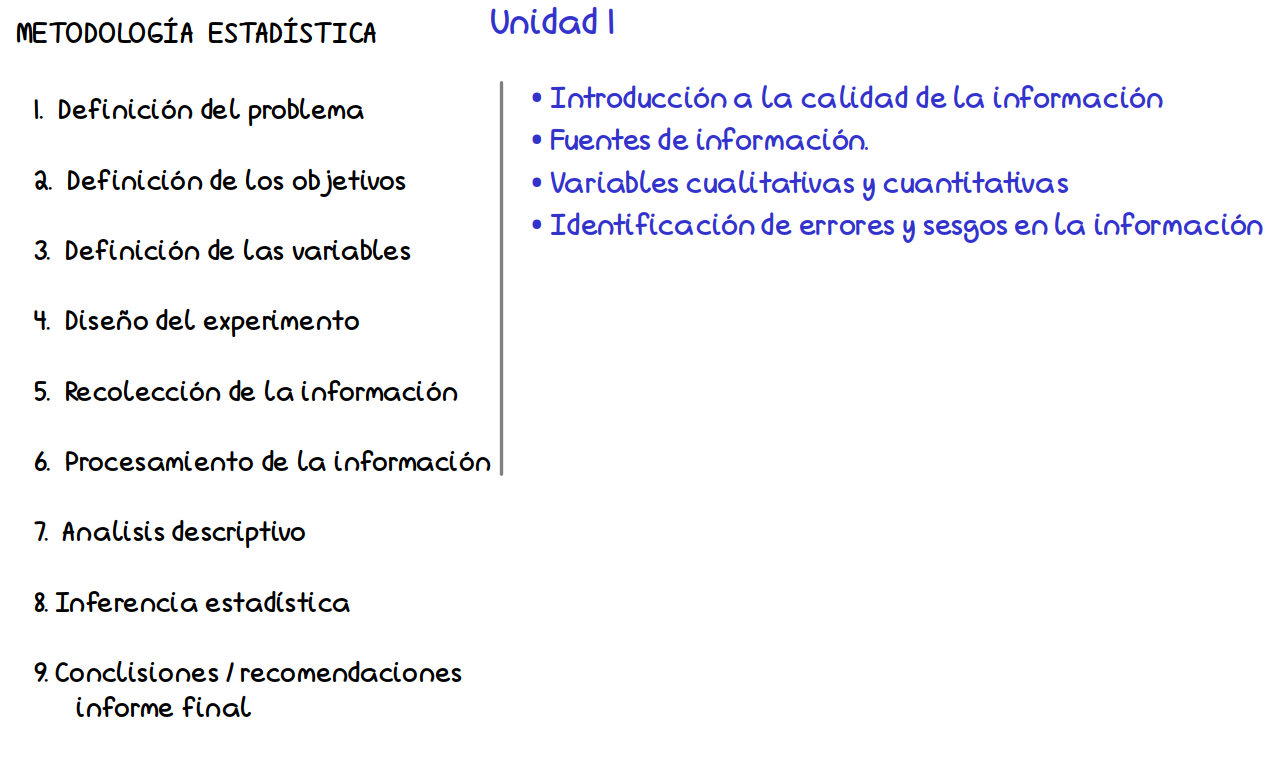 METODOLOGÍA ESTADÍSTICA
1. Definición del problema
2. Definición de los objetivos
3. Definición de las variables
4. Diseño del experimento
5. Recolección de la información
6. Procesamiento de la información
7. Analisis descriptivo
8. Inferencia estadística
9. Conclisiones / recomendaciones
informe final
Unidad 1
• Introducción a la calidad de la información
• Fuentes de información.
• Variables cualitativas y cuantitativas
• Identificación de errores y sesgos en la información